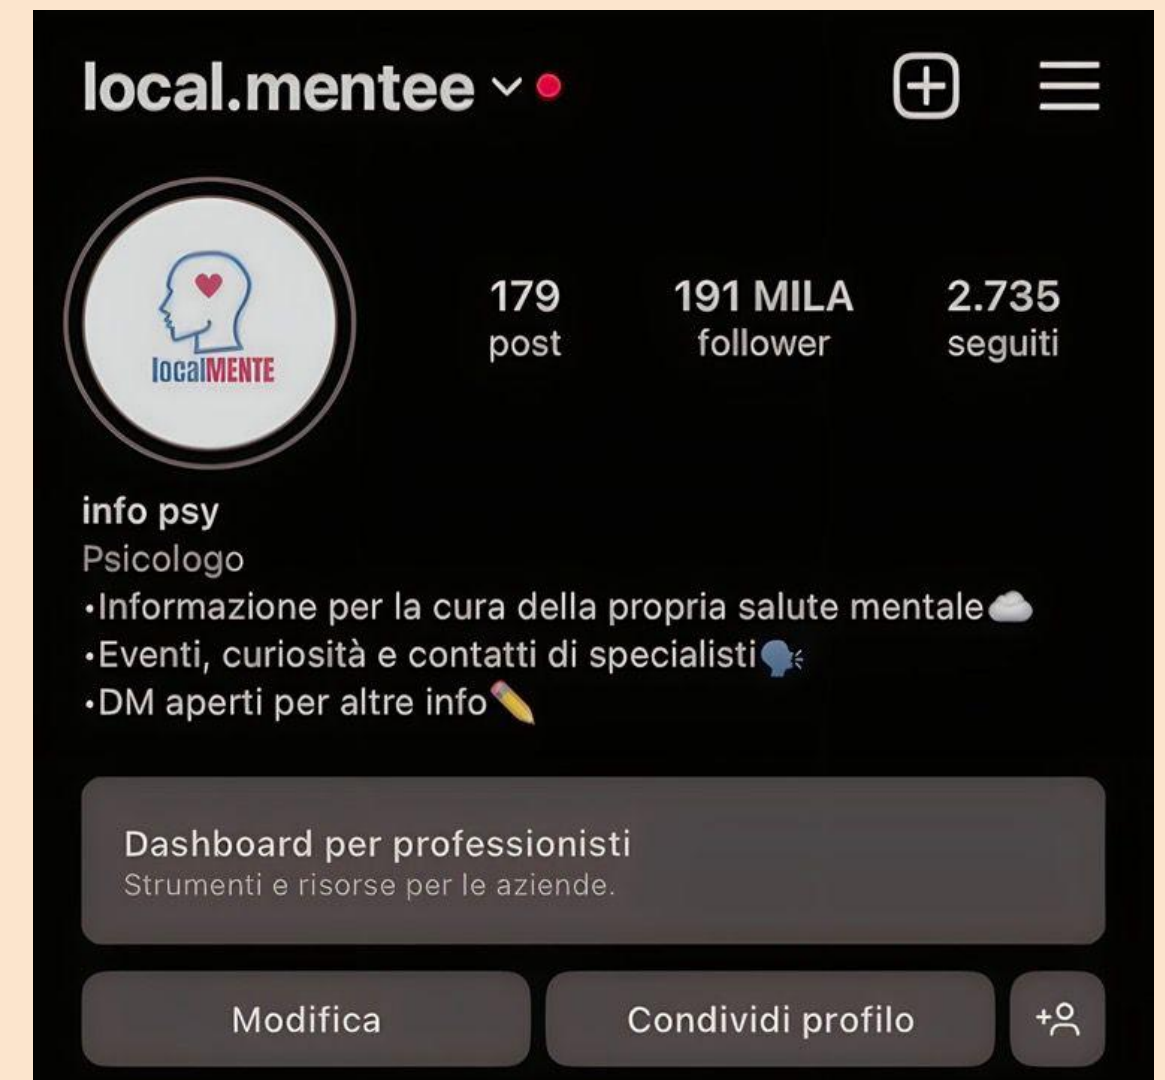 local.mentee
localMENTE
179 191 MILA 2.735
post follower seguiti
info psy
Psicologo
•Informazione per la cura della propria salute mentale☁️
•Eventi, curiosità e contatti di specialisti🗣️
•DM aperti per altre info✏️
Dashboard per professionisti
Strumenti e risorse per le aziende.
Modifica Condividi profilo